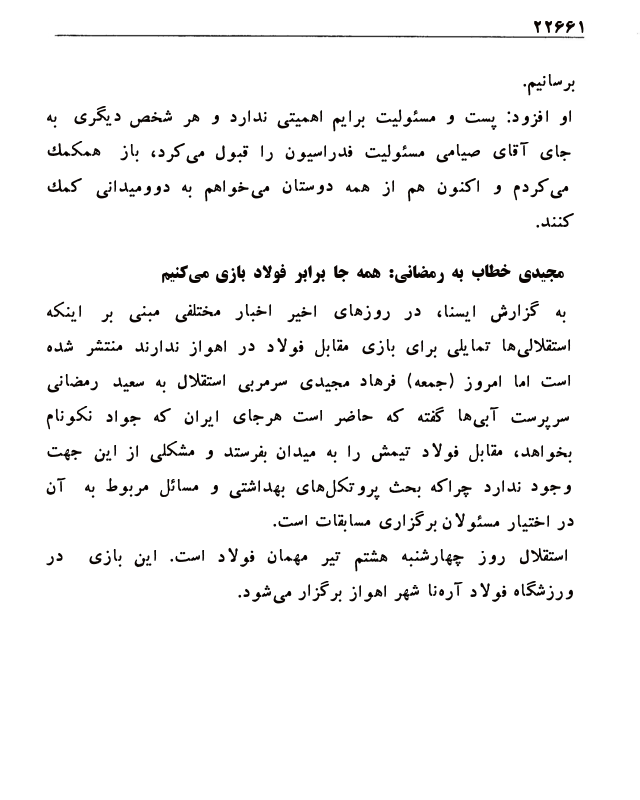 ۲۲۶۶۱
برسانیم.
او افزود: پست و مسئولیت برایم اهمیتی ندارد و هر شخص دیگری به
جای آقای صیامی مسئولیت فدراسیون را قبول می‌کرد، باز همکمك
می‌کردم و اکنون هم از همه دوستان می‌خواهم به دوومیدانی کمك
کنند.
مجیدی خطاب به رمضانی: همه جا برابر فولاد بازی می‌کنیم
به گزارش ایسنا، در روزهای اخیر اخبار مختلفی مبنی بر اینکه
استقلالی‌ها تمایلی برای بازی مقابل فولاد در اهواز ندارند منتشر شده
است اما امروز (جمعه) فرهاد مجیدی سرمربی استقلال به سعید رمضانی
سرپرست آبی‌ها گفته که حاضر است هرجای ایران که جواد نکونام
بخواهد، مقابل فولاد تیمش را به میدان بفرستد و مشکلی از این جهت
وجود ندارد چراکه بحث پروتکل‌های بهداشتی و مسائل مربوط به آن
در اختیار مسئولان برگزاری مسابقات است.
استقلال روز چهارشنبه هشتم تیر مهمان فولاد است. این بازی در
ورزشگاه فولاد آره‌نا شهر اهواز برگزار می‌شود.